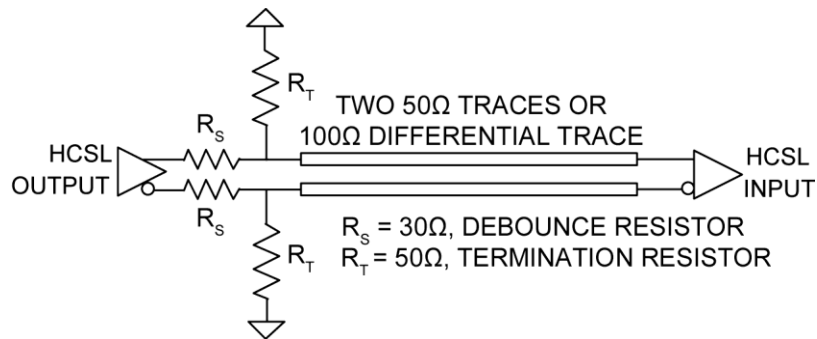 R_T
TWO 50Ω TRACES OR
100Ω DIFFERENTIAL TRACE
R_S
HCSL
OUTPUT
HCSL
INPUT
R_S
R_S = 30Ω, DEBOUNCE RESISTOR
R_T = 50Ω, TERMINATION RESISTOR
R_T